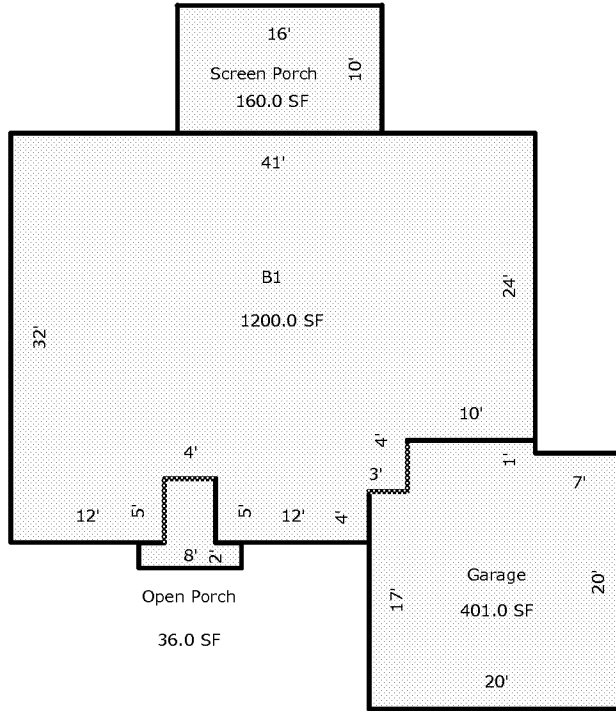 16'
Screen Porch
10'
160.0 SF
41'
B1
24'
1200.0 SF
32'
10'
4'
4'
1'
3'
7'
12'
5'
5'
12'
4'
8'
2'
Garage
20'
Open Porch
17'
401.0 SF
36.0 SF
20'